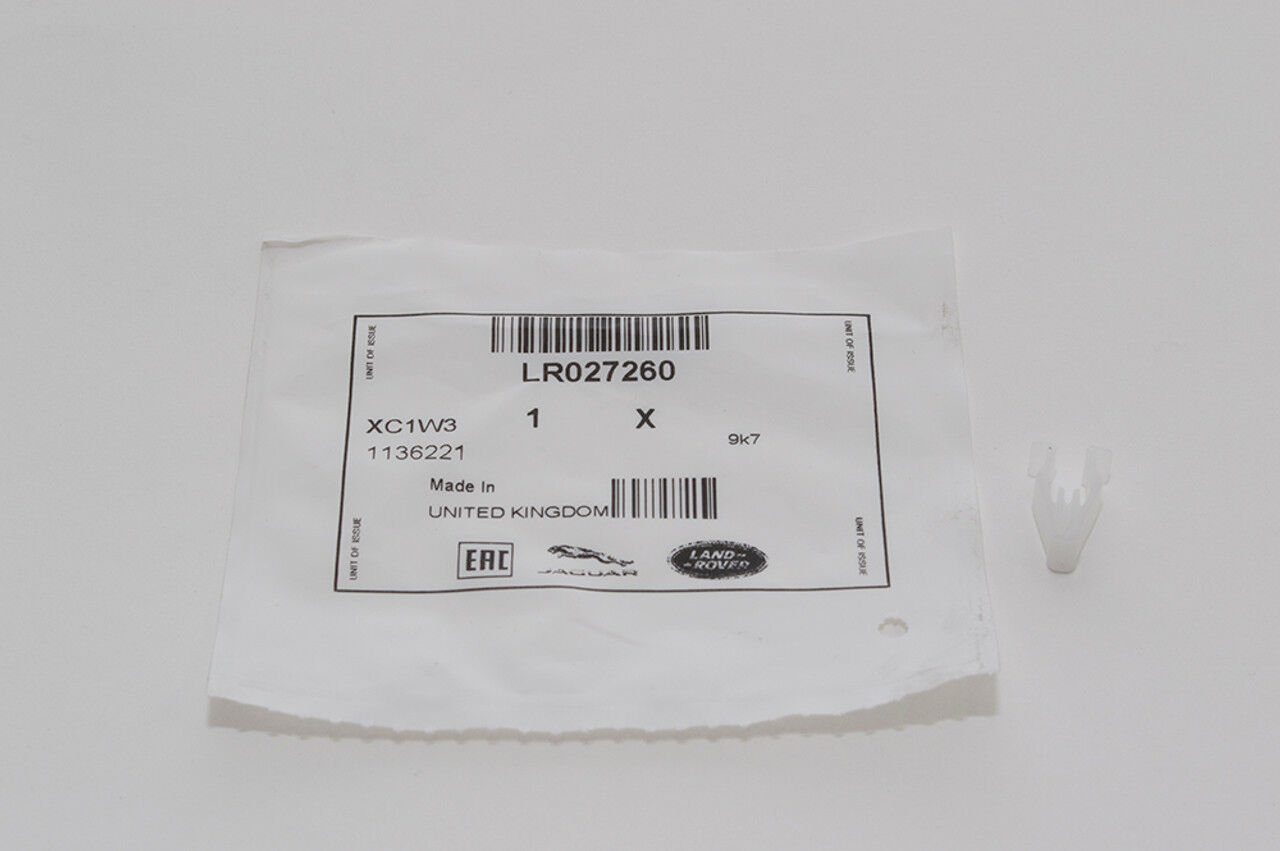 LR027260
UNIT OF ISSUE
UNIT OF ISSUE
XC1W3 1 X
1136221
9k7
Made In
UNITED KINGDOM
UNIT OF ISSUE
UNIT OF ISSUE
EAC
JAGUAR
LAND-
-ROVER